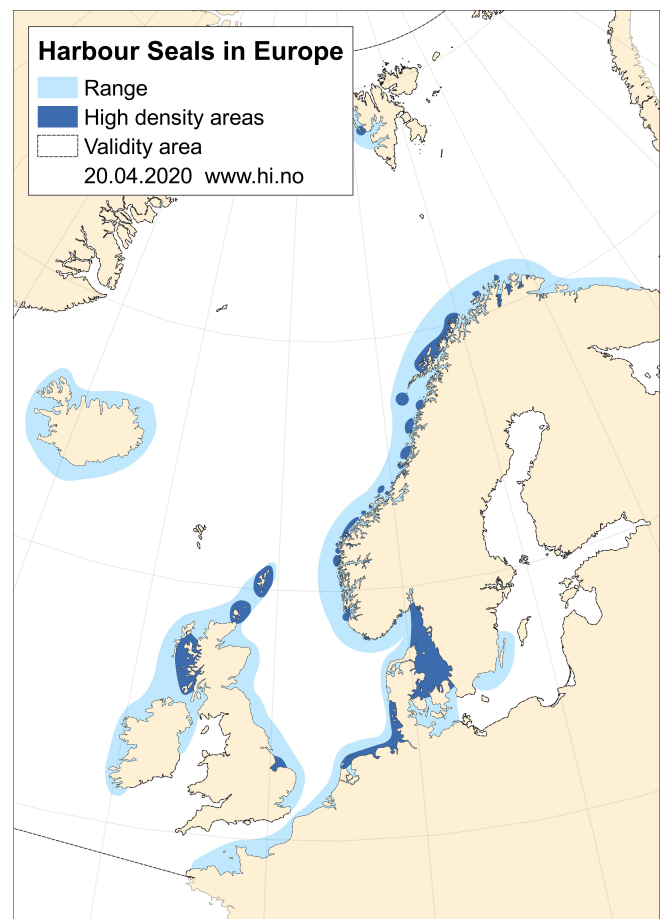 Harbour Seals in Europe
Range
High density areas
Validity area
20.04.2020 www.hi.no